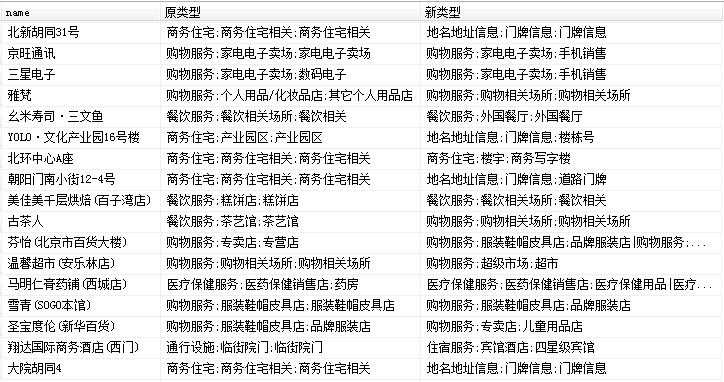 name 原类型 新类型
北新胡同31号 商务住宅;商务住宅相关;商务住宅相关 地名地址信息;门牌信息;门牌信息
京旺通讯 购物服务;家电电子卖场;家电电子卖场 购物服务;家电电子卖场;手机销售
三星电子 购物服务;家电电子卖场;数码电子 购物服务;家电电子卖场;手机销售
雅梵 购物服务;个人用品/化妆品店;其它个人用品店 购物服务;购物相关场所;购物相关场所
幺米寿司·三文鱼 餐饮服务;餐饮相关场所;餐饮相关 餐饮服务;外国餐厅;外国餐厅
YOLO·文化产业园16号楼 商务住宅;产业园区;产业园区 地名地址信息;门牌信息;楼栋号
北环中心A座 商务住宅;商务住宅相关;商务住宅相关 商务住宅;楼宇;商务写字楼
朝阳门南小街12-4号 商务住宅;商务住宅相关;商务住宅相关 地名地址信息;门牌信息;道路门牌
美佳美千层烘焙(百子湾店) 餐饮服务;糕饼店;糕饼店 餐饮服务;餐饮相关场所;餐饮相关
古茶人 餐饮服务;茶艺馆;茶艺馆 购物服务;购物相关场所;购物相关场所
芬怡(北京市百货大楼) 购物服务;专卖店;专营店 购物服务;服装鞋帽皮具店;品牌服装店|购物服务;...
温馨超市(安乐林店) 购物服务;购物相关场所;购物相关场所 购物服务;超级市场;超市
马明仁膏药铺(西城店) 医疗保健服务;医药保健销售店;药房 医疗保健服务;医药保健销售店;医疗保健用品|医疗...
雪青(SOGO本馆) 购物服务;服装鞋帽皮具店;服装鞋帽皮具店 购物服务;服装鞋帽皮具店;品牌服装店
圣宝度伦(新华百货) 购物服务;服装鞋帽皮具店;品牌服装店 购物服务;专卖店;儿童用品店
翔达国际商务酒店(西门) 通行设施;临街院门;临街院门 住宿服务;宾馆酒店;四星级宾馆
大院胡同4 商务住宅;商务住宅相关;商务住宅相关 地名地址信息;门牌信息;门牌信息